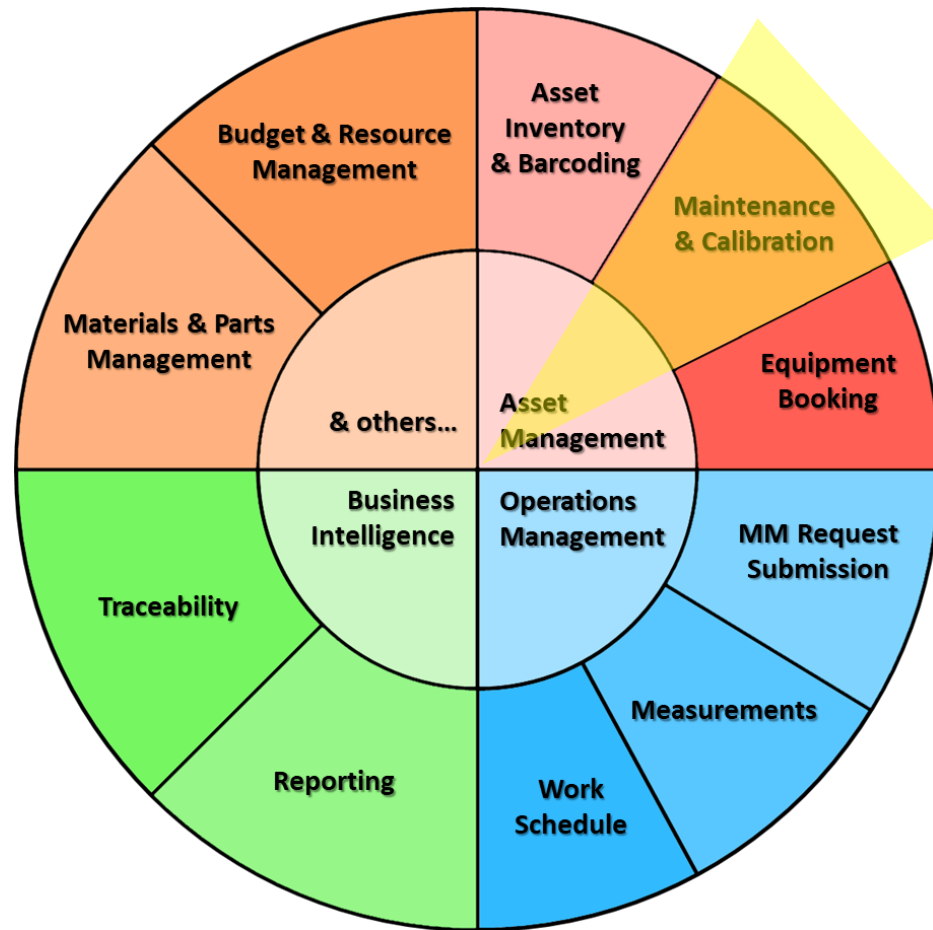 Asset
Inventory
& Barcoding
Budget & Resource
Management
Maintenance
& Calibration
Materials & Parts
Management
Equipment
Booking
& others...
Asset
Management
Business
Intelligence
Operations
Management
MM Request
Submission
Traceability
Measurements
Reporting
Work
Schedule